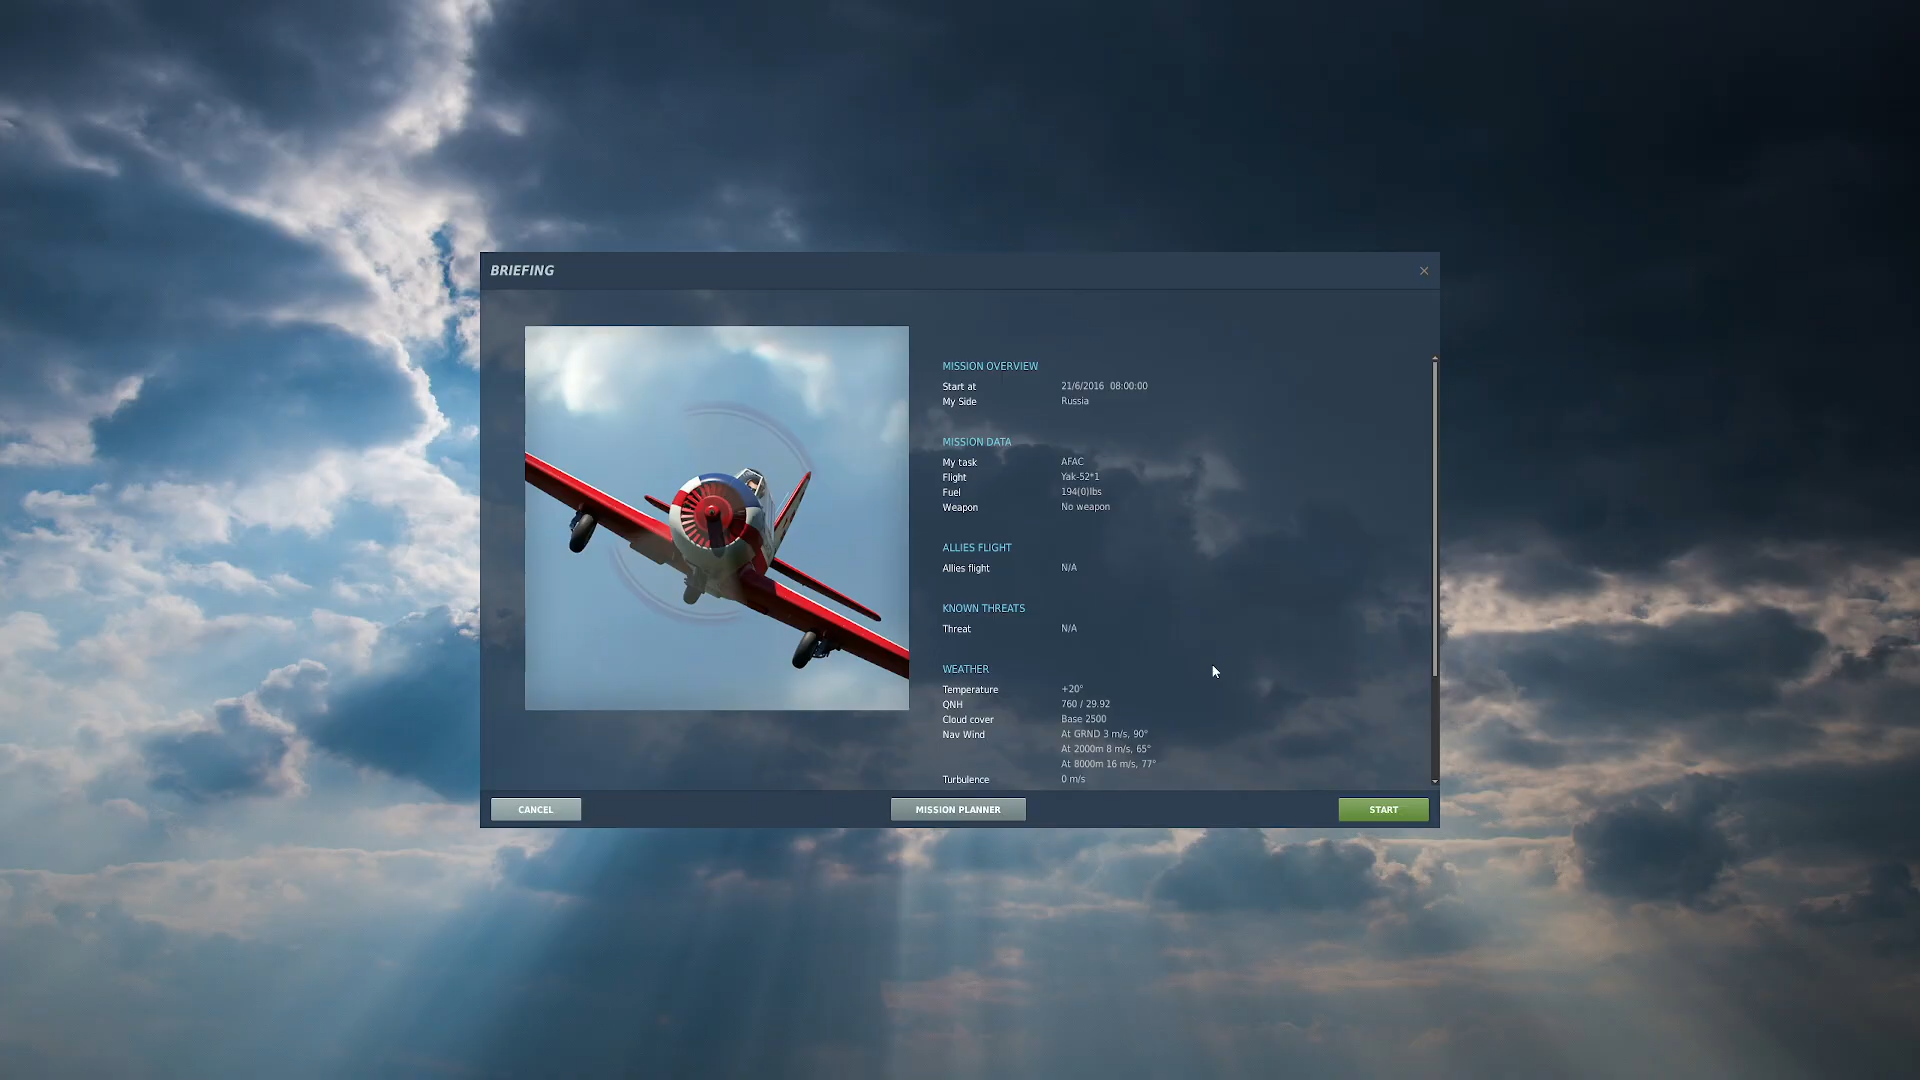 BRIEFING
MISSION OVERVIEW
Start at 21/6/2016 08:00:00
My Side Russia
MISSION DATA
My task AFAC
Flight Yak-52*1
Fuel 194(0)lbs
Weapon No weapon
ALLIES FLIGHT
Allies flight N/A
KNOWN THREATS
Threat N/A
WEATHER
Temperature +20°
QNH 760 / 29.92
Cloud cover Base 2500
Nav Wind At GRND 3 m/s, 90°
At 2000m 8 m/s, 65°
At 8000m 16 m/s, 77°
Turbulence 0 m/s
CANCEL MISSION PLANNER START